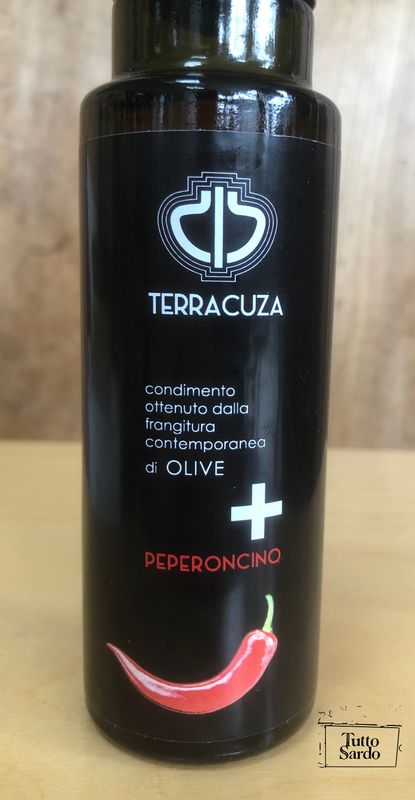 TERRACUZA
condimento
ottenuto dalla
frangitura
contemporanea
di OLIVE
+
PEPERONCINO
Tutto
Sardo